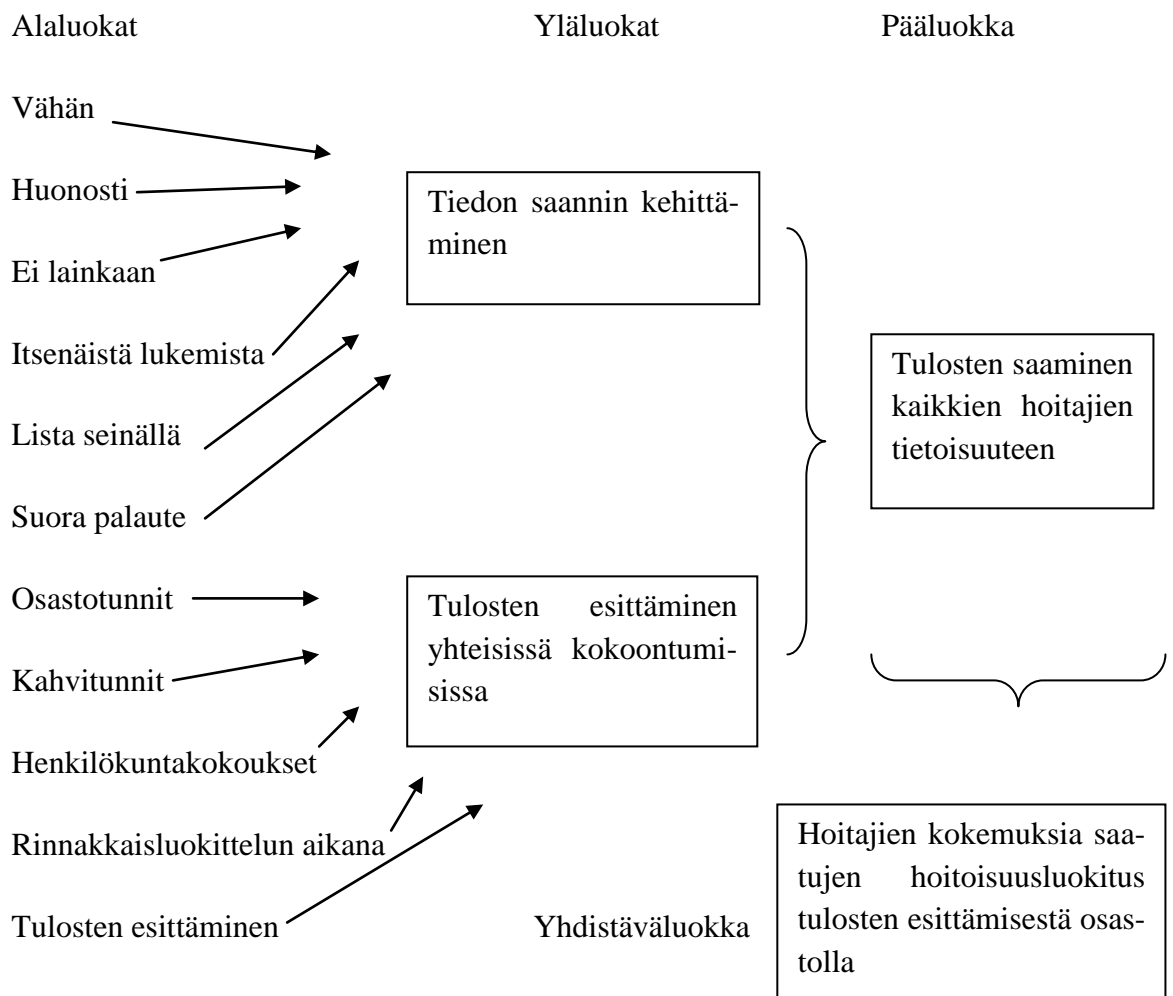 Alaluokat Yläluokat Pääluokka
Vähän
Huonosti
Ei lainkaan
Itsenäistä lukemista
Lista seinällä
Suora palaute
Osastotunnit
Kahvitunnit
Henkilökuntakokoukset
Rinnakkaisluokittelun aikana
Tulosten esittäminen
Tiedon saannin kehittä-
minen
Tulosten esittäminen
yhteisissä kokoontumi-
sissa
Tulosten saaminen
kaikkien hoitajien
tietoisuuteen
Yhdistäväluokka
Hoitajien kokemuksia saa-
tujen hoitoisuusluokitus
tulosten esittämisestä osas-
tolla